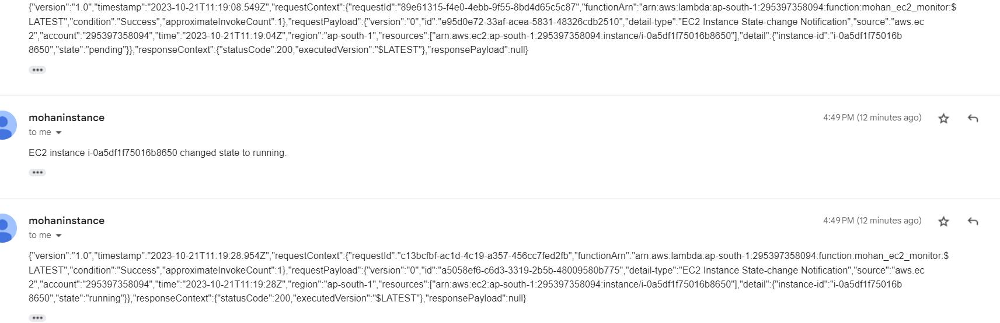 {"version":"1.0","timestamp":"2023-10-21T11:19:08.549Z","requestContext":{"requestId":"89e61315-f4e0-4ebb-9f55-8bd4d65c5c87","functionArn":"arn:aws:lambda:ap-south-1:295397358094:function:mohan_ec2_monitor:$
LATEST","condition":"Success","approximateInvokeCount":1},"requestPayload":{"version":"0","id":"e95d0e72-33af-acea-5831-48326cdb2510","detail-type":"EC2 Instance State-change Notification","source":"aws.ec
2","account":"295397358094","time":"2023-10-21T11:19:04Z","region":"ap-south-1","resources":["arn:aws:ec2:ap-south-1:295397358094:instance/i-0a5df1f75016b8650"],"detail":{"instance-id":"i-0a5df1f75016b
8650","state":"pending"}},"responseContext":{"statusCode":200,"executedVersion":"$LATEST"},"responsePayload":null}
mohaninstance
4:49 PM (12 minutes ago)
to me
EC2 instance i-0a5df1f75016b8650 changed state to running.
mohaninstance
4:49 PM (12 minutes ago)
to me
{"version":"1.0","timestamp":"2023-10-21T11:19:28.954Z","requestContext":{"requestId":"c13bcfbf-ac1d-4c19-a357-456cc7fed2fb","functionArn":"arn:aws:lambda:ap-south-1:295397358094:function:mohan_ec2_monitor:$
LATEST","condition":"Success","approximateInvokeCount":1},"requestPayload":{"version":"0","id":"a5058ef6-c6d3-3319-2b5b-48009580b775","detail-type":"EC2 Instance State-change Notification","source":"aws.ec
2","account":"295397358094","time":"2023-10-21T11:19:28Z","region":"ap-south-1","resources":["arn:aws:ec2:ap-south-1:295397358094:instance/i-0a5df1f75016b8650"],"detail":{"instance-id":"i-0a5df1f75016b
8650","state":"running"}},"responseContext":{"statusCode":200,"executedVersion":"$LATEST"},"responsePayload":null}